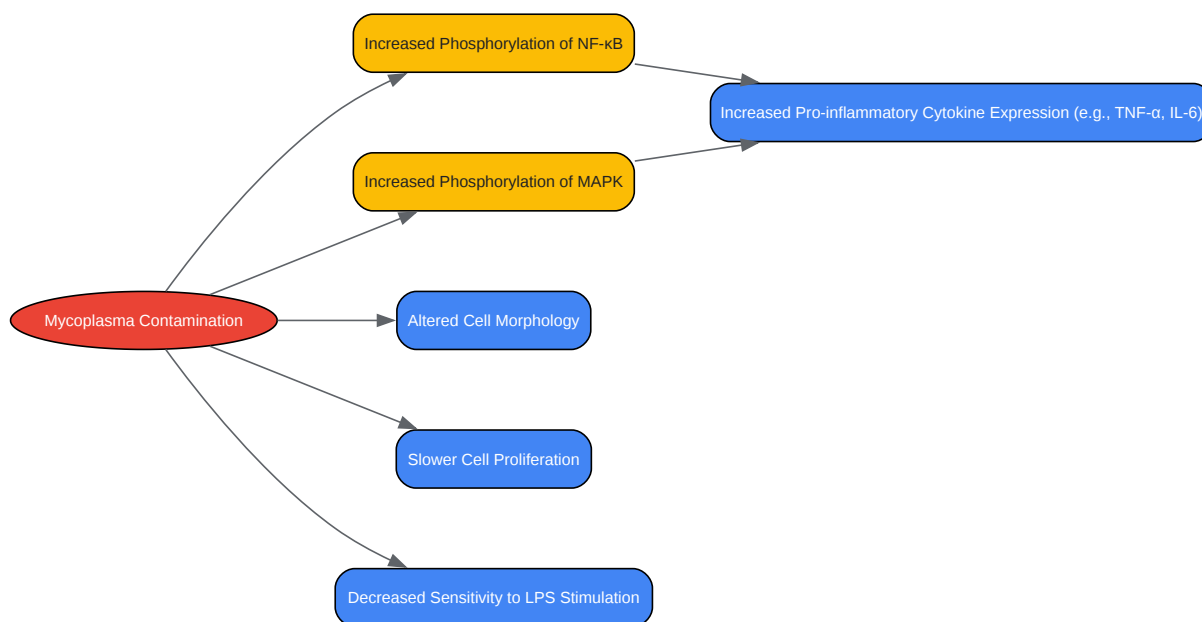 Increased Phosphorylation of NF-κB
Increased Pro-inflammatory Cytokine Expression (e.g., TNF-α, IL-6)
Increased Phosphorylation of MAPK
Mycoplasma Contamination
Altered Cell Morphology
Slower Cell Proliferation
Decreased Sensitivity to LPS Stimulation